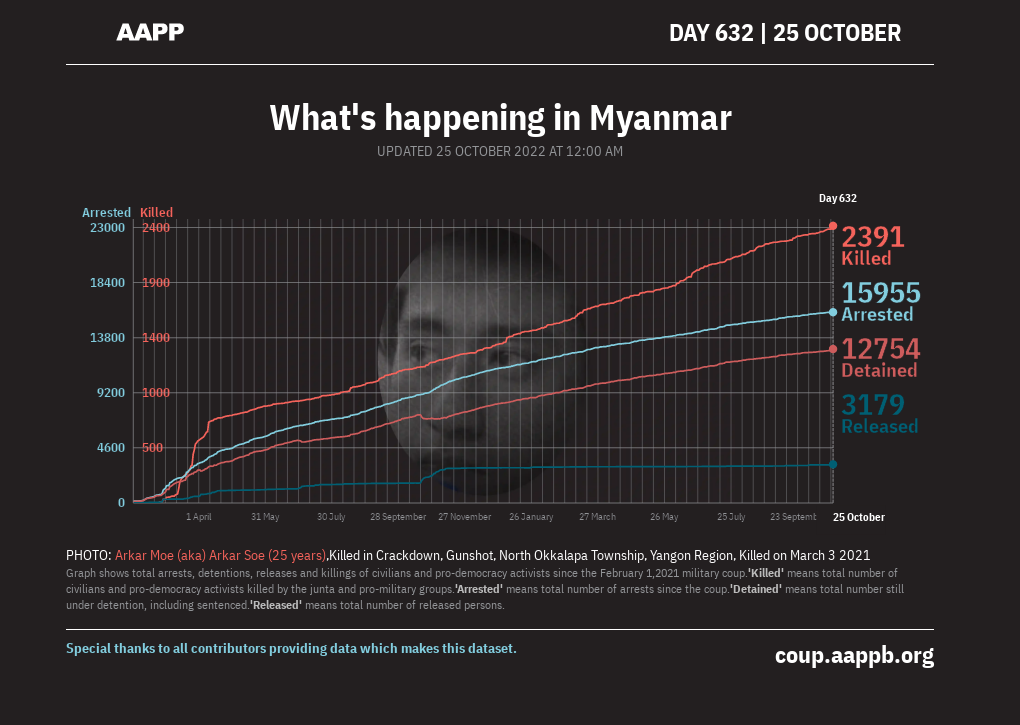 AAPP
DAY 632 | 25 OCTOBER
What's happening in Myanmar
UPDATED 25 OCTOBER 2022 AT 12:00 AM
Day 632
Arrested Killed
23000 2400
18400 1900
13800 1400
9200 1000
4600 500
0
2391
Killed
15955
Arrested
12754
Detained
3179
Released
1 April 31 May 30 July 28 September 27 November 26 January 27 March 26 May 25 July 23 Septemb 25 October
PHOTO: Arkar Moe (aka) Arkar Soe (25 years),Killed in Crackdown, Gunshot, North Okkalapa Township, Yangon Region, Killed on March 3 2021
Graph shows total arrests, detentions, releases and killings of civilians and pro-democracy activists since the February 1,2021 military coup.'Killed' means total number of
civilians and pro-democracy activists killed by the junta and pro-military groups.'Arrested' means total number of arrests since the coup.'Detained' means total number still
under detention, including sentenced.'Released' means total number of released persons.
Special thanks to all contributors providing data which makes this dataset.
coup.aappb.org